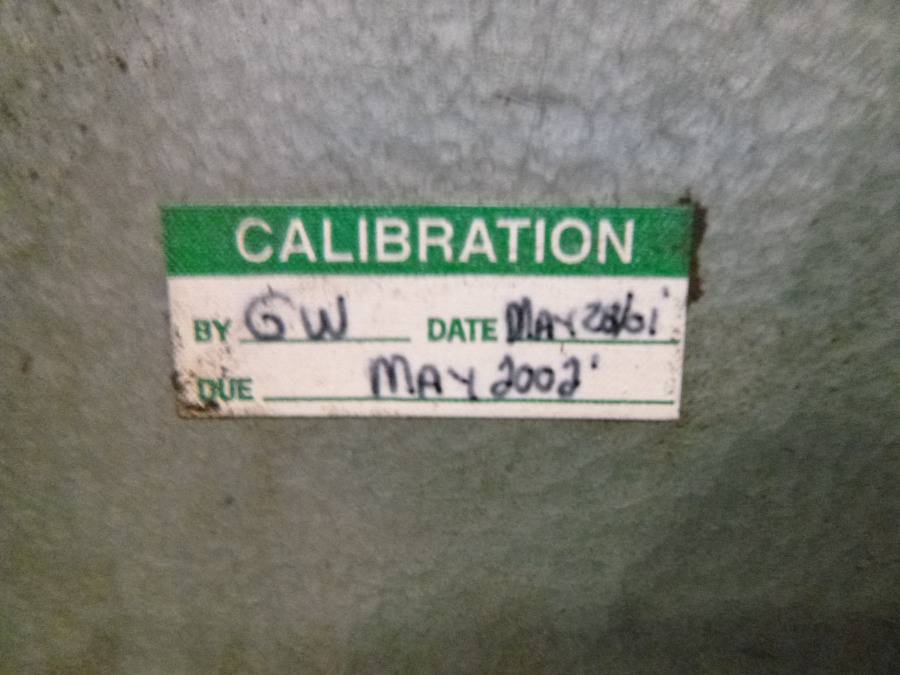 CALIBRATION
BY GW DATE MAY 28/01'
DUE MAY 2002'